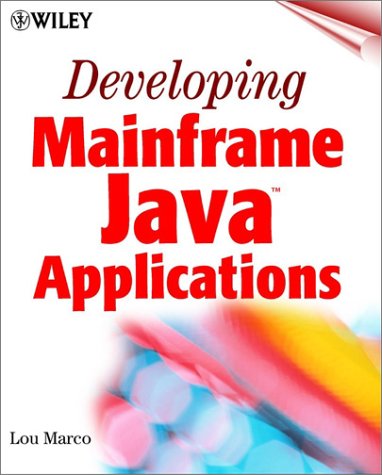 WILEY
Developing
Mainframe
Java™
Applications
Lou Marco